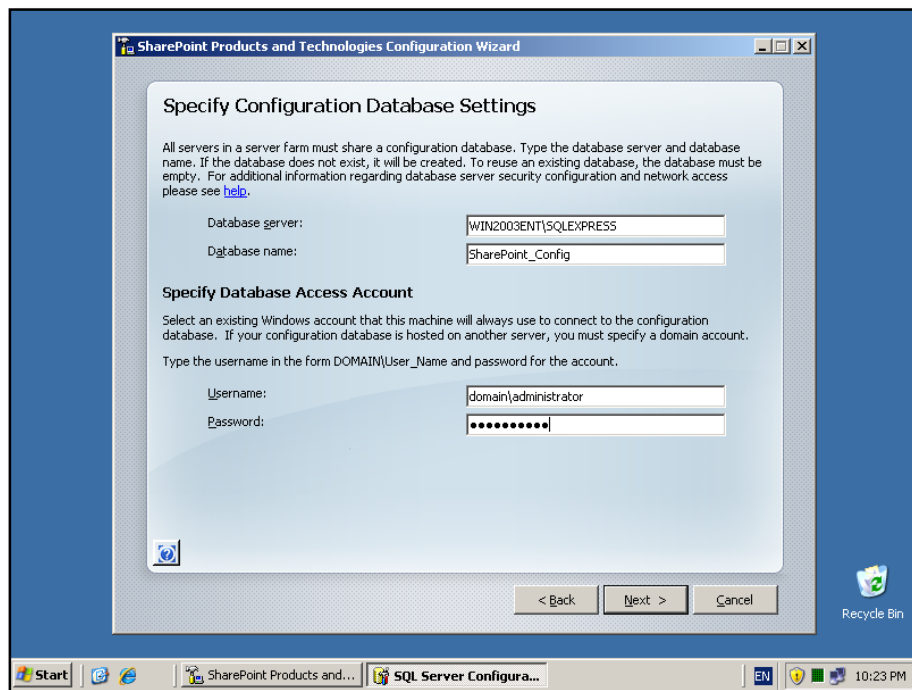 SharePoint Products and Technologies Configuration Wizard
Specify Configuration Database Settings
All servers in a server farm must share a configuration database. Type the database server and database
name. If the database does not exist, it will be created. To reuse an existing database, the database must be
empty. For additional information regarding database server security configuration and network access
please see help.
Database server:
WIN2003ENT\SQLEXPRESS
Database name:
SharePoint_Config
Specify Database Access Account
Select an existing Windows account that this machine will always use to connect to the configuration
database. If your configuration database is hosted on another server, you must specify a domain account.
Type the username in the form DOMAIN\User_Name and password for the account.
Username:
domain\administrator
Password:
●●●●●●●●●●
< Back
Next >
Cancel
Recycle Bin
Start
SharePoint Products and...
SQL Server Configura...
EN
10:23 PM